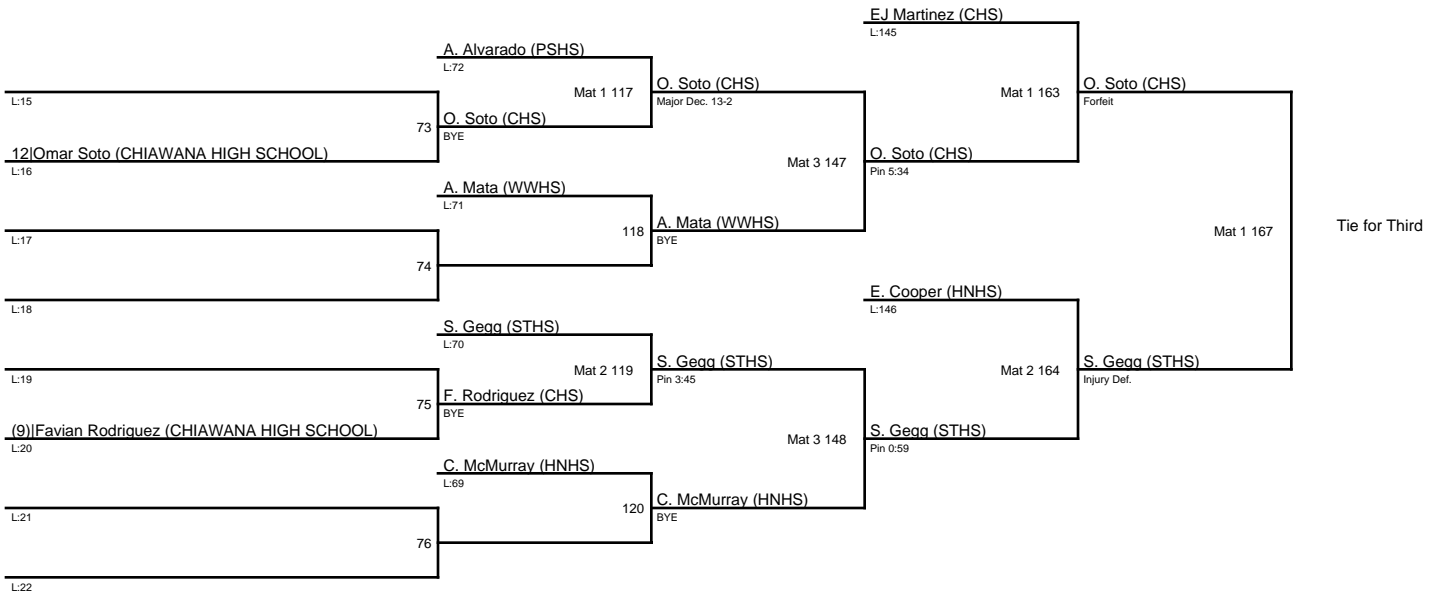 EJ Martinez (CHS)
L:145
A. Alvarado (PSHS)
L:72
Mat 1 117
O. Soto (CHS)
Major Dec. 13-2
Mat 1 163
O. Soto (CHS)
Forfeit
L:15
73
O. Soto (CHS)
BYE
12|Omar Soto (CHIAWANA HIGH SCHOOL)
L:16
Mat 3 147
O. Soto (CHS)
Pin 5:34
A. Mata (WWHS)
L:71
118
A. Mata (WWHS)
BYE
L:17
74
Mat 1 167
Tie for Third
L:18
E. Cooper (HNHS)
L:146
S. Gegg (STHS)
L:70
Mat 2 119
S. Gegg (STHS)
Pin 3:45
Mat 2 164
S. Gegg (STHS)
Injury Def.
L:19
75
F. Rodriguez (CHS)
BYE
(9)|Favian Rodriguez (CHIAWANA HIGH SCHOOL)
L:20
Mat 3 148
S. Gegg (STHS)
Pin 0:59
C. McMurray (HNHS)
L:69
120
C. McMurray (HNHS)
BYE
L:21
76
L:22